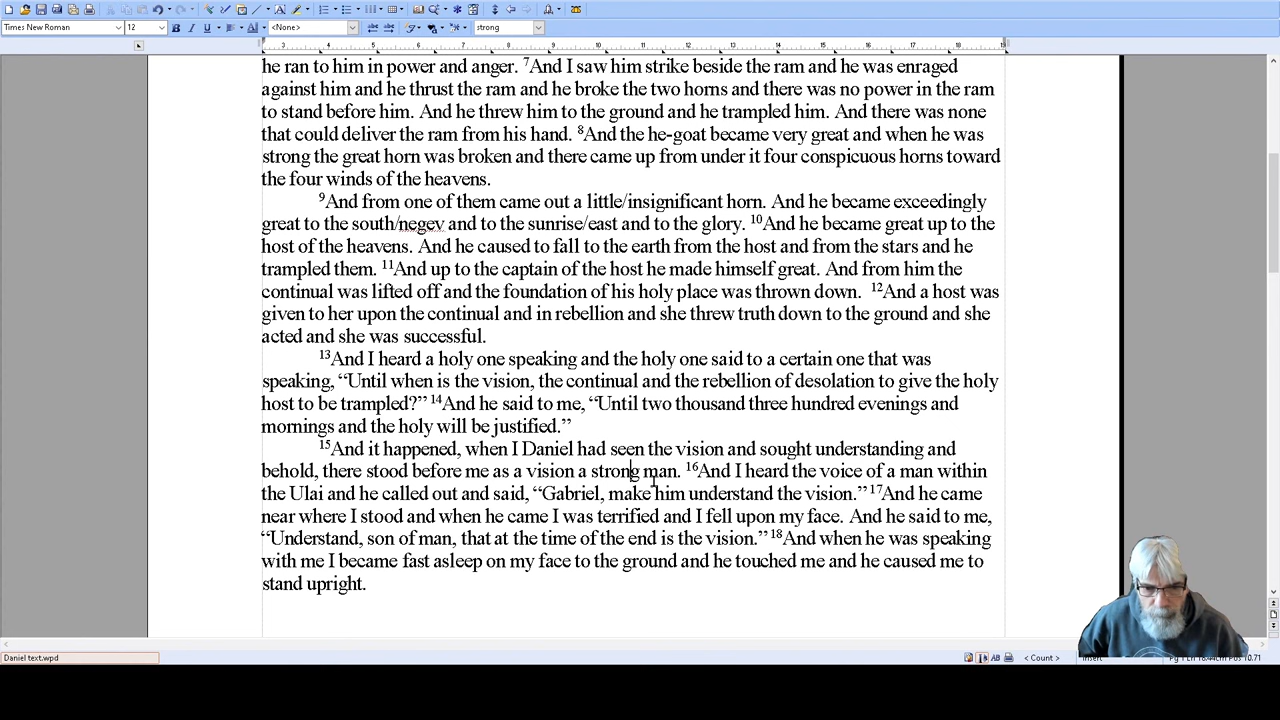 Times New Roman 12 <None> strong
3 4 5 6 7 8 9 10 11 12 13 14 15 16 17 18 19
he ran to him in power and anger. ⁷And I saw him strike beside the ram and he was enraged
against him and he thrust the ram and he broke the two horns and there was no power in the ram
to stand before him. And he threw him to the ground and he trampled him. And there was none
that could deliver the ram from his hand. ⁸And the he-goat became very great and when he was
strong the great horn was broken and there came up from under it four conspicuous horns toward
the four winds of the heavens.
⁹And from one of them came out a little/insignificant horn. And he became exceedingly
great to the south/negev and to the sunrise/east and to the glory. ¹⁰And he became great up to the
host of the heavens. And he caused to fall to the earth from the host and from the stars and he
trampled them. ¹¹And up to the captain of the host he made himself great. And from him the
continual was lifted off and the foundation of his holy place was thrown down. ¹²And a host was
given to her upon the continual and in rebellion and she threw truth down to the ground and she
acted and she was successful.
¹³And I heard a holy one speaking and the holy one said to a certain one that was
speaking, “Until when is the vision, the continual and the rebellion of desolation to give the holy
host to be trampled?” ¹⁴And he said to me, “Until two thousand three hundred evenings and
mornings and the holy will be justified.”
¹⁵And it happened, when I Daniel had seen the vision and sought understanding and
behold, there stood before me as a vision a strong man. ¹⁶And I heard the voice of a man within
the Ulai and he called out and said, “Gabriel, make him understand the vision.” ¹⁷And he came
near where I stood and when he came I was terrified and I fell upon my face. And he said to me,
“Understand, son of man, that at the time of the end is the vision.” ¹⁸And when he was speaking
with me I became fast asleep on my face to the ground and he touched me and he caused me to
stand upright.
Daniel text.wpd < Count > Insert